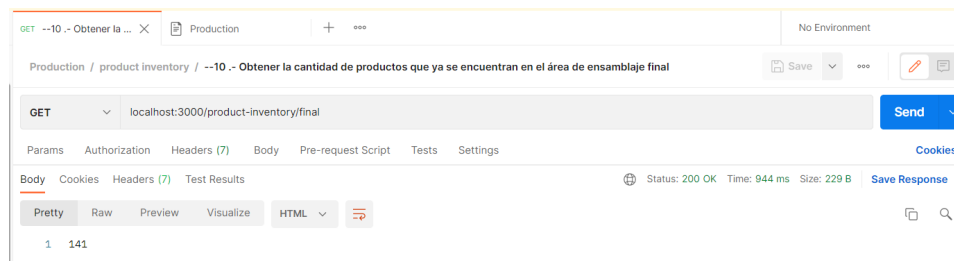 GET --10 .- Obtener la ... Production No Environment
Production / product inventory / --10 .- Obtener la cantidad de productos que ya se encuentran en el área de ensamblaje final Save
GET localhost:3000/product-inventory/final Send
Params Authorization Headers (7) Body Pre-request Script Tests Settings Cookies
Body Cookies Headers (7) Test Results Status: 200 OK Time: 944 ms Size: 229 B Save Response
Pretty Raw Preview Visualize HTML
1 141